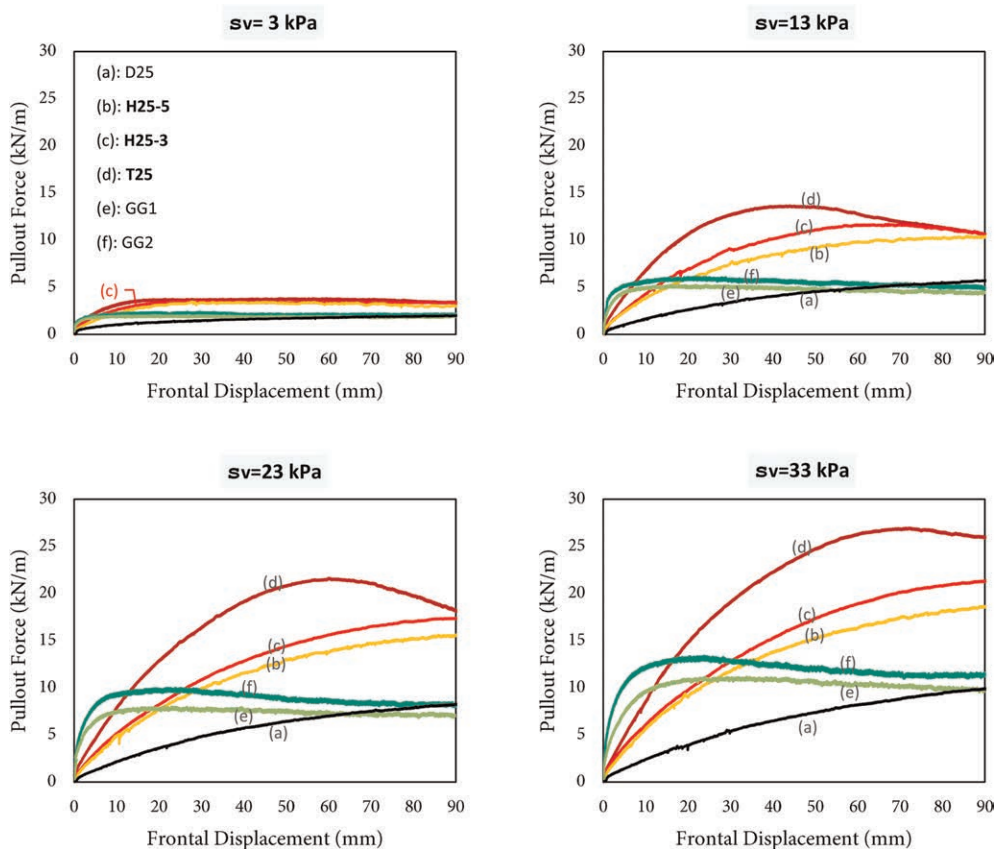 sv= 3 kPa
30
25
20
15
10
5
0
Pullout Force (kN/m)
(a): D25
(b): H25-5
(c): H25-3
(d): T25
(e): GG1
(f): GG2
(c)
0 10 20 30 40 50 60 70 80 90
Frontal Displacement (mm)
sv=13 kPa
30
25
20
15
10
5
0
Pullout Force (kN/m)
(d)
(c)
(b)
(f)
(e)
(a)
0 10 20 30 40 50 60 70 80 90
Frontal Displacement (mm)
sv=23 kPa
30
25
20
15
10
5
0
Pullout Force (kN/m)
(d)
(c)
(b)
(f)
(e)
(a)
0 10 20 30 40 50 60 70 80 90
Frontal Displacement (mm)
sv=33 kPa
30
25
20
15
10
5
0
Pullout Force (kN/m)
(d)
(c)
(b)
(f)
(e)
(a)
0 10 20 30 40 50 60 70 80 90
Frontal Displacement (mm)